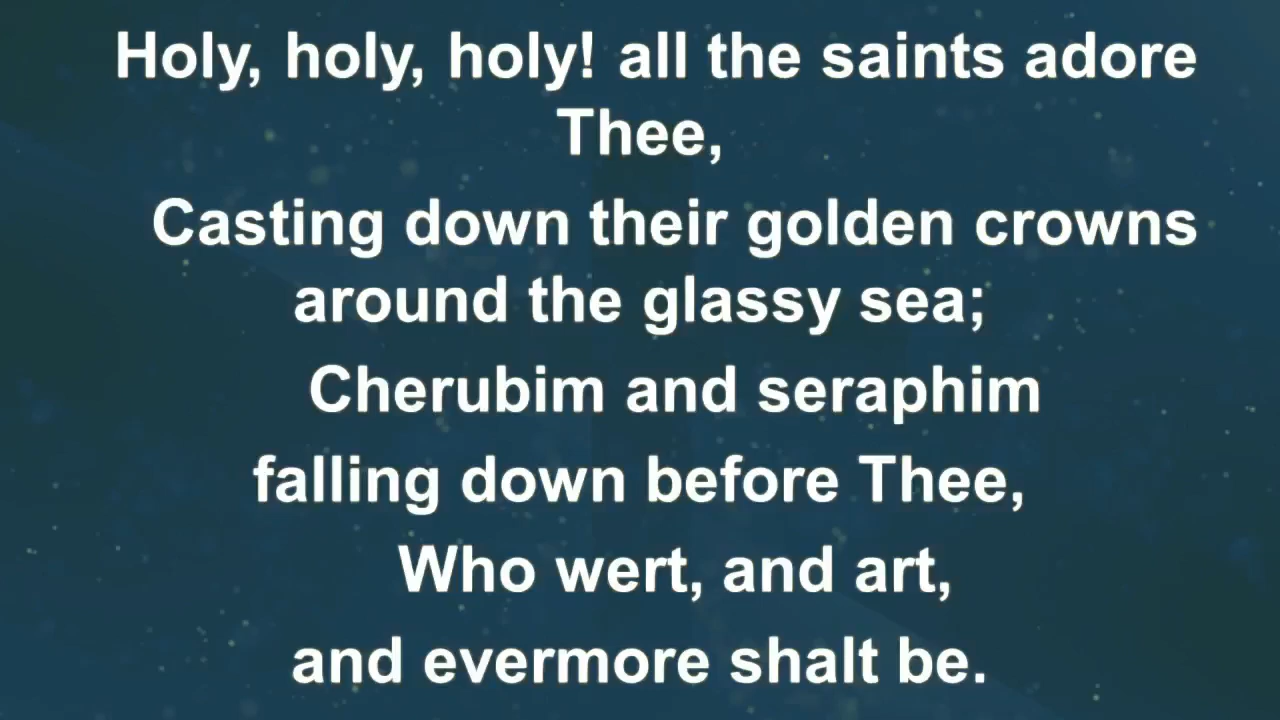 Holy, holy, holy! all the saints adore
Thee,
Casting down their golden crowns
around the glassy sea;
Cherubim and seraphim
falling down before Thee,
Who wert, and art,
and evermore shalt be.